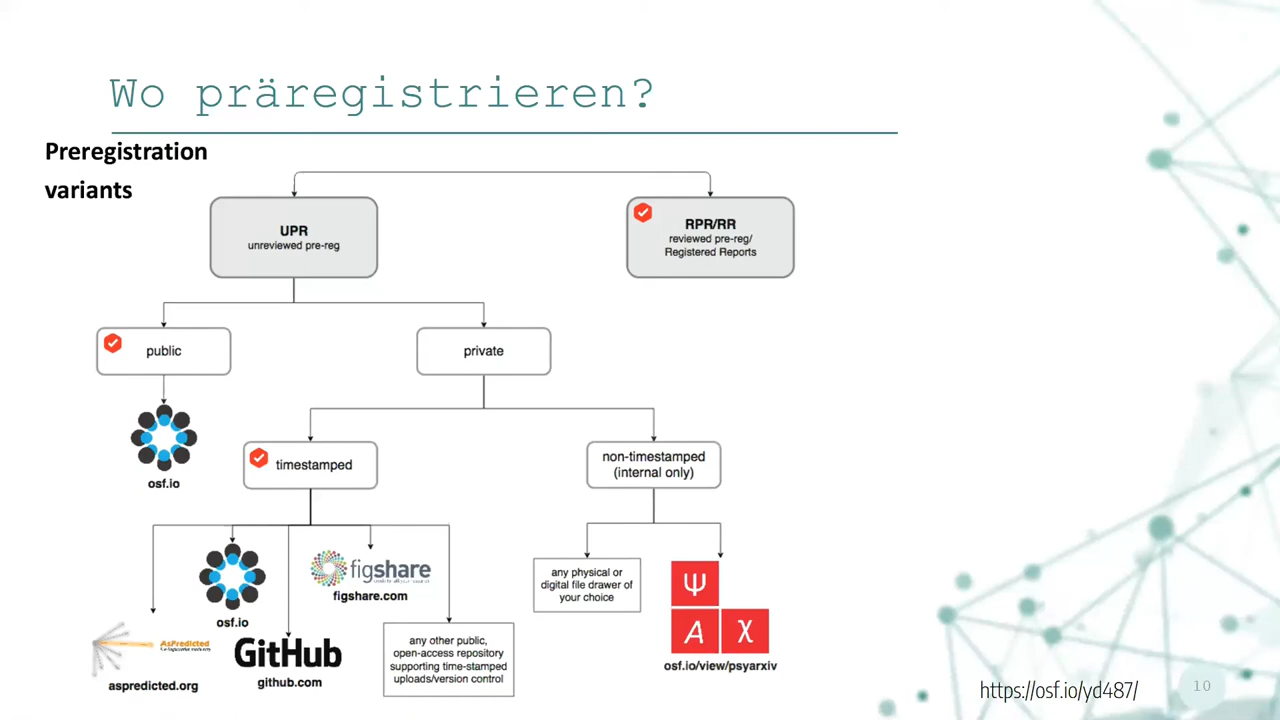 Wo präregistrieren?
Preregistration
variants
UPR
unreviewed pre-reg
RPR/RR
reviewed pre-reg/
Registered Reports
public
private
osf.io
timestamped
non-timestamped
(internal only)
osf.io
figshare
figshare.com
AsPredicted
aspredicted.org
GitHub
github.com
any other public,
open-access repository
supporting time-stamped
uploads/version control
any physical or
digital file drawer of
your choice
Ψ
A χ
osf.io/view/psyarxiv
https://osf.io/yd487/
10